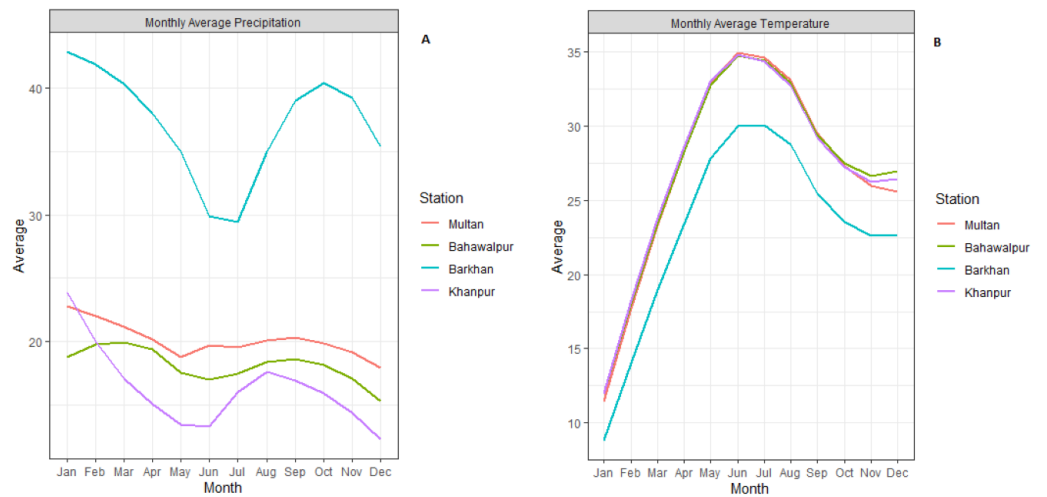 Monthly Average Precipitation
A
40
30
20
Average
Jan Feb Mar Apr May Jun Jul Aug Sep Oct Nov Dec
Month
Station
Multan
Bahawalpur
Barkhan
Khanpur
Monthly Average Temperature
B
35
30
25
20
15
10
Average
Jan Feb Mar Apr May Jun Jul Aug Sep Oct Nov Dec
Month
Station
Multan
Bahawalpur
Barkhan
Khanpur